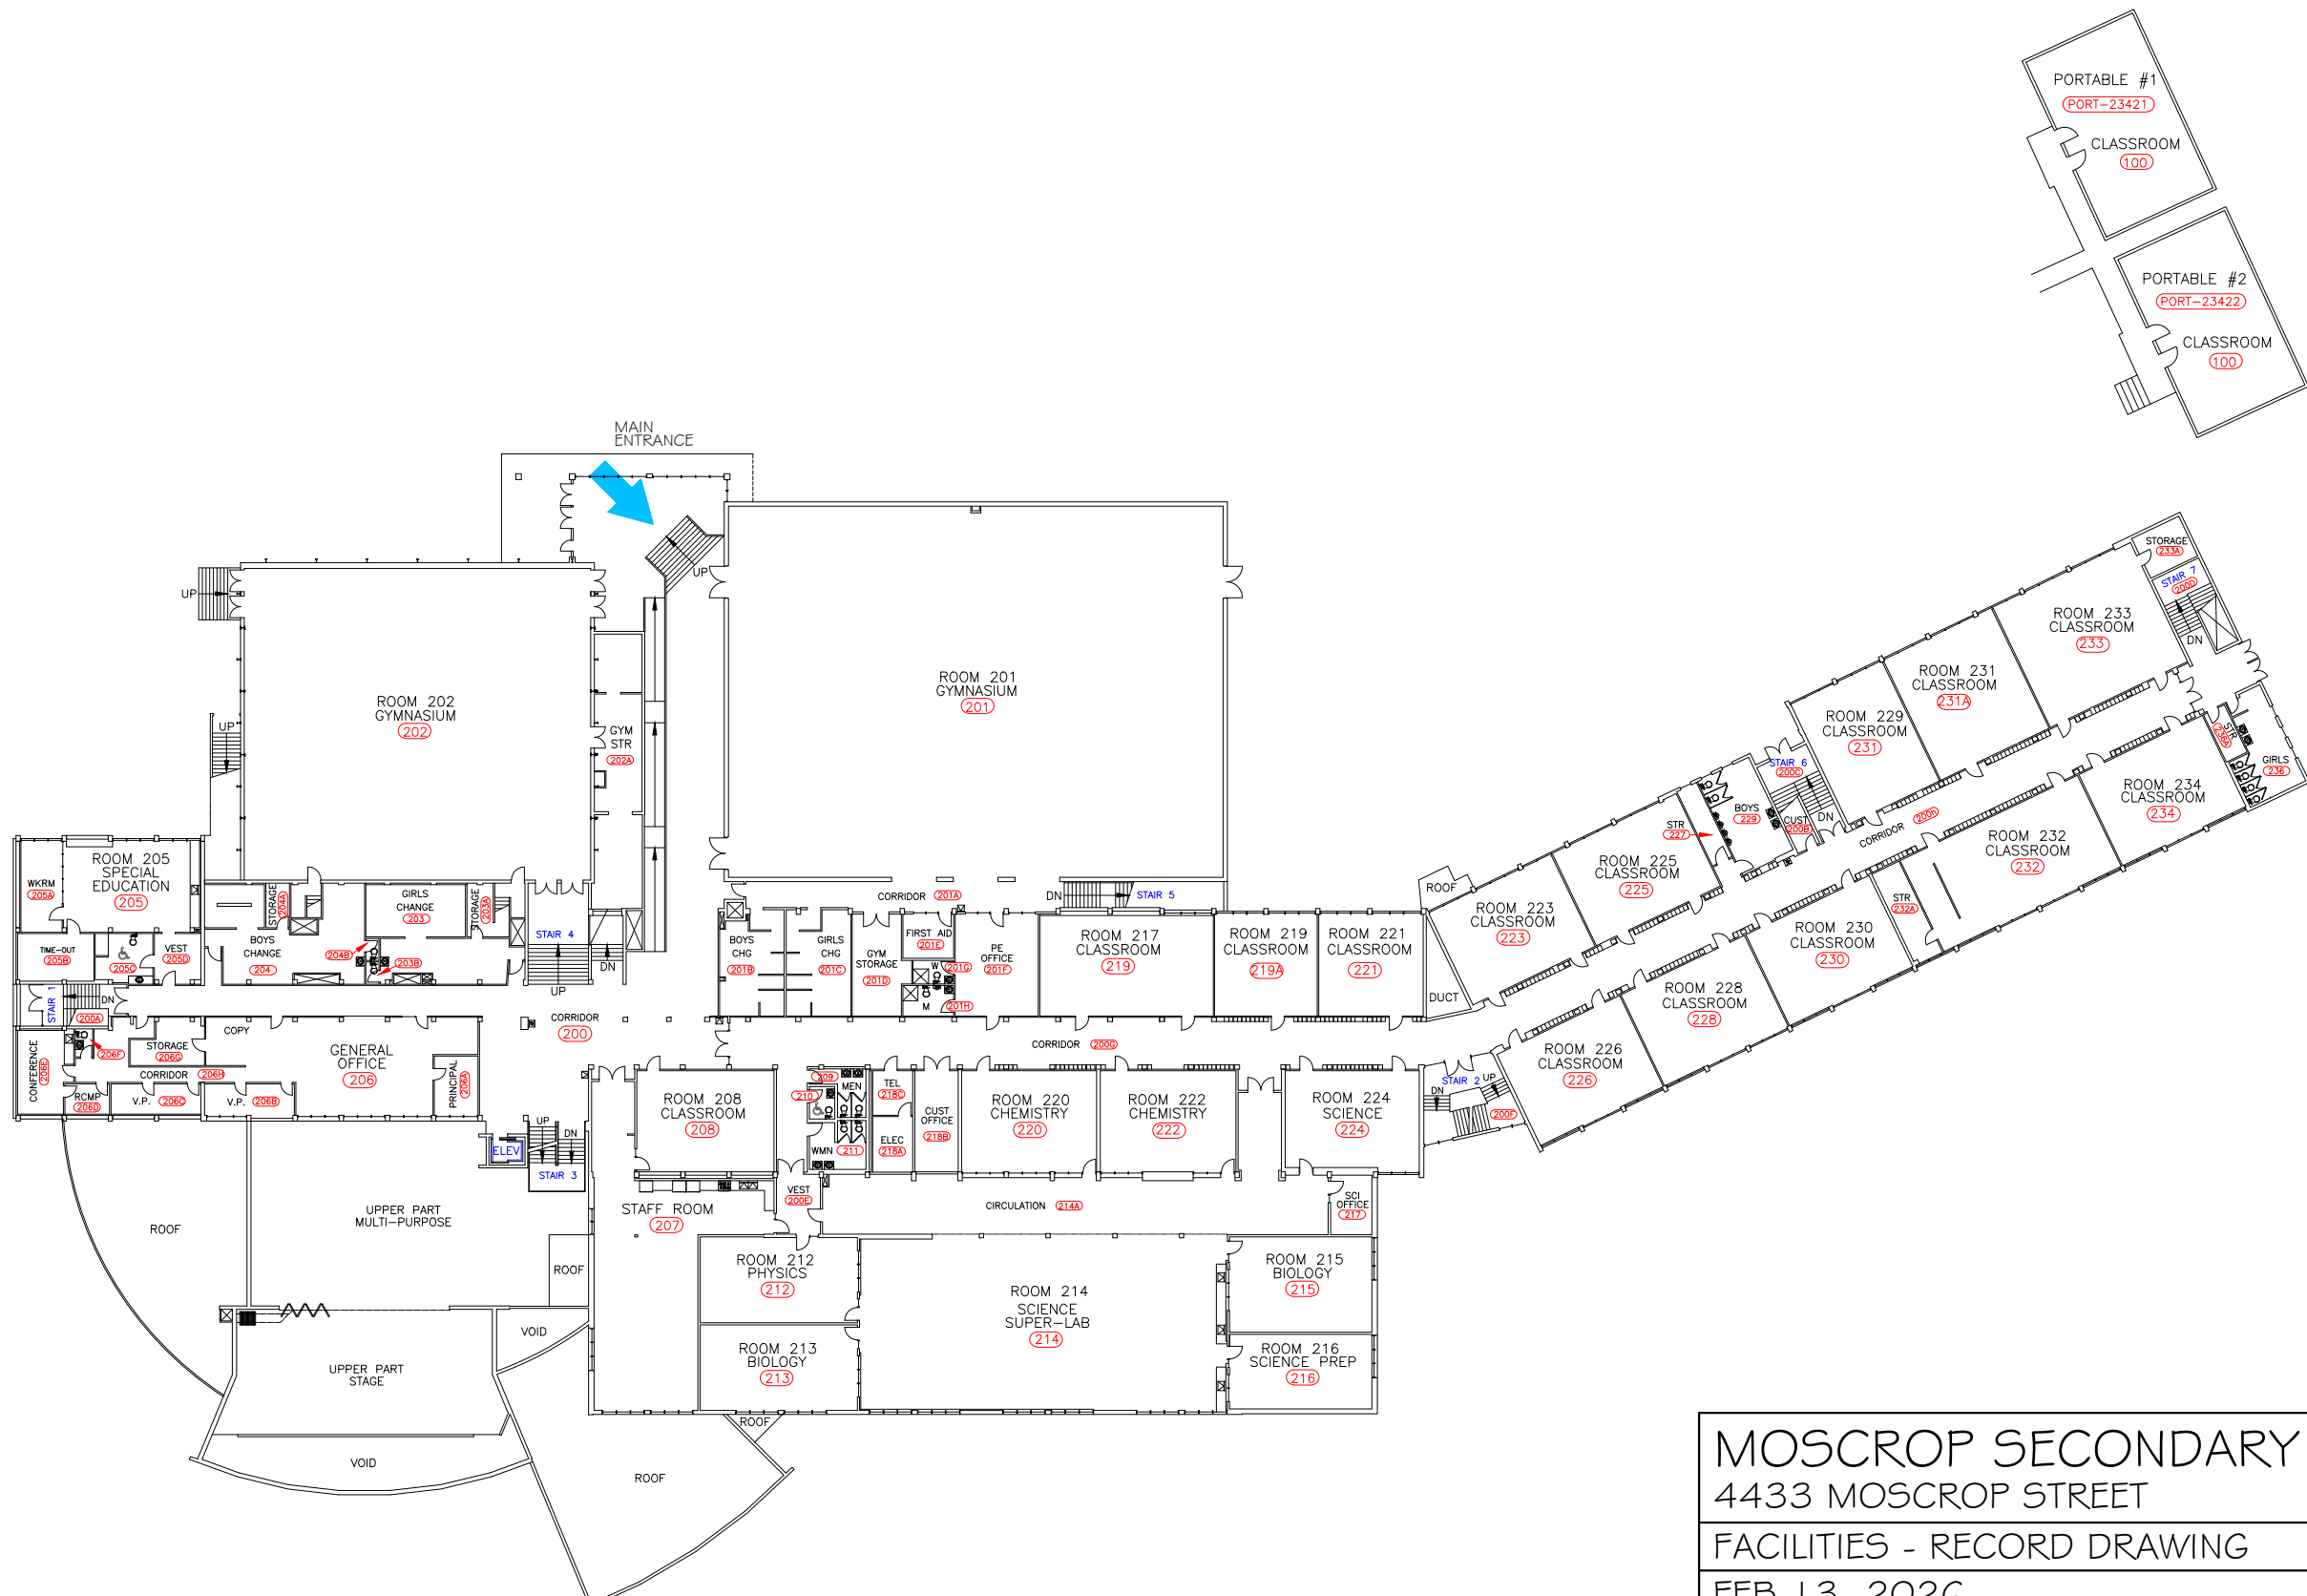 PORTABLE #1
PORT-23421
CLASSROOM
100
PORTABLE #2
PORT-23422
CLASSROOM
100
MAIN
ENTRANCE
UP
UP
UP
ROOM 202
GYMNASIUM
202
GYM
STR
202A
ROOM 201
GYMNASIUM
201
STORAGE
233A
STAIR 7
200D
DN
ROOM 233
CLASSROOM
233
ROOM 231
CLASSROOM
231A
ROOM 229
CLASSROOM
231
STR
236A
GIRLS
236
ROOM 234
CLASSROOM
234
STAIR 6
200C
DN
BOYS
229
CUST
200B
STR
227
CORRIDOR
200h
ROOM 232
CLASSROOM
232
STR
232A
ROOM 225
CLASSROOM
225
ROOM 223
CLASSROOM
223
ROOF
DUCT
ROOM 230
CLASSROOM
230
ROOM 228
CLASSROOM
228
ROOM 226
CLASSROOM
226
WKRM
205A
ROOM 205
SPECIAL
EDUCATION
205
TIME-OUT
205B
205C
VEST
205D
STORAGE
204A
BOYS
CHANGE
204
204B
GIRLS
CHANGE
203
203B
STORAGE
203A
STAIR 4
UP
DN
CORRIDOR 201A
DN
STAIR 5
BOYS
CHG
201B
GIRLS
CHG
201C
GYM
STORAGE
201D
FIRST AID
201E
W
201G
M
201H
PE
OFFICE
201F
ROOM 217
CLASSROOM
219
ROOM 219
CLASSROOM
219A
ROOM 221
CLASSROOM
221
STAIR 1
DN
200A
CONFERENCE
206E
206F
STORAGE
206G
COPY
GENERAL
OFFICE
206
CORRIDOR 206H
RCMP
206D
V.P. 206C
V.P. 206B
PRINCIPAL
206A
CORRIDOR
200
CORRIDOR 200G
ROOM 208
CLASSROOM
208
209
MEN
210
WMN 211
TEL
218C
ELEC
218A
CUST
OFFICE
218B
ROOM 220
CHEMISTRY
220
ROOM 222
CHEMISTRY
222
ROOM 224
SCIENCE
224
STAIR 2
UP
DN
200F
ELEV
UP
DN
STAIR 3
ROOF
UPPER PART
MULTI-PURPOSE
ROOF
STAFF ROOM
207
VEST
200E
CIRCULATION 214A
SCI
OFFICE
217
ROOM 212
PHYSICS
212
ROOM 213
BIOLOGY
213
ROOM 214
SCIENCE
SUPER-LAB
214
ROOM 215
BIOLOGY
215
ROOM 216
SCIENCE PREP
216
VOID
UPPER PART
STAGE
VOID
ROOF
ROOF
MOSCROP SECONDARY
4433 MOSCROP STREET
FACILITIES - RECORD DRAWING
FEB 13, 2026